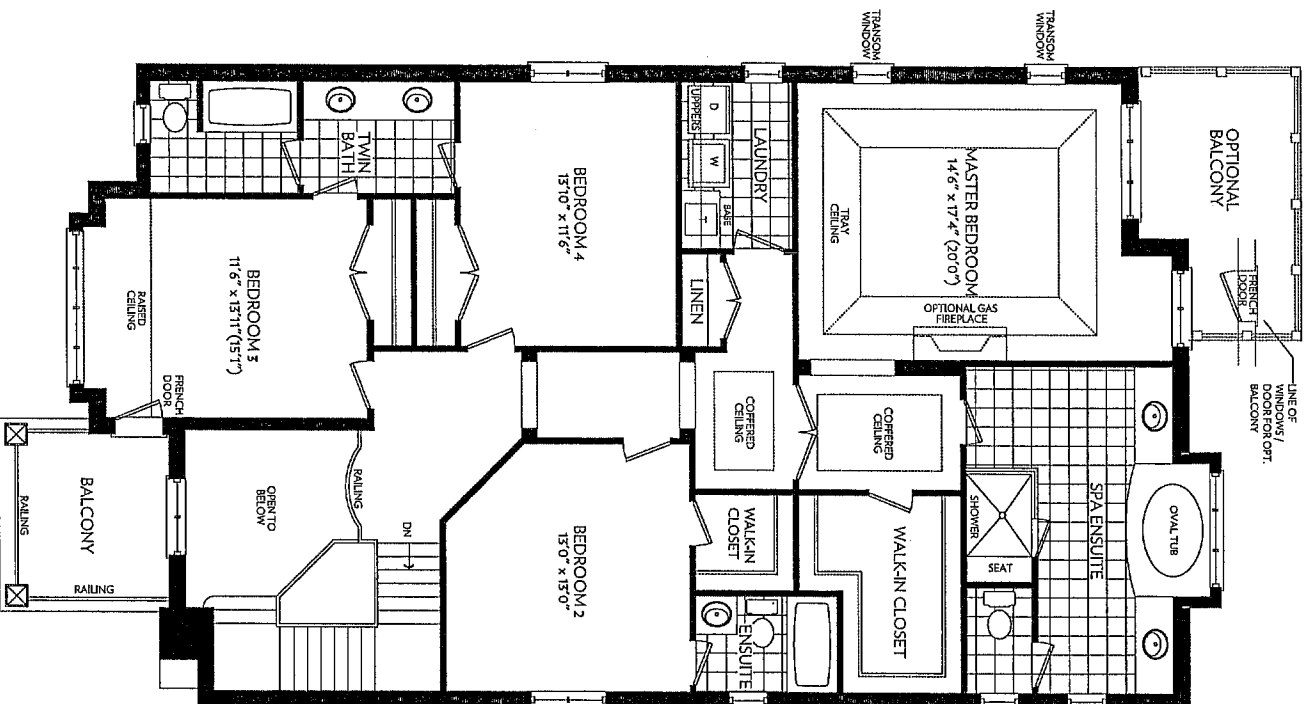 TRANSOM
WINDOW
TRANSOM
WINDOW
OPTIONAL
BALCONY
FRENCH
DOOR
LINE OF
WINDOWS /
DOOR FOR OPT.
BALCONY
MASTER BEDROOM
14'6" x 17'4" (20'0")
TRAY
CEILING
OPTIONAL GAS
FIREPLACE
LAUNDRY
D
UPPPERS
W
BASE
T
LINEN
COFFERED
CEILING
COFFERED
CEILING
SPA ENSUITE
OVAL TUB
SHOWER
SEAT
WALK-IN CLOSET
WALK-IN
CLOSET
ENSUITE
BEDROOM 4
13'10" x 11'6"
BEDROOM 2
13'0" x 13'0"
TWIN
BATH
BEDROOM 3
11'6" x 13'11" (15'1")
RAISED
CEILING
FRENCH
DOOR
RAILING
DN
OPEN TO
BELOW
BALCONY
RAILING
RAILING